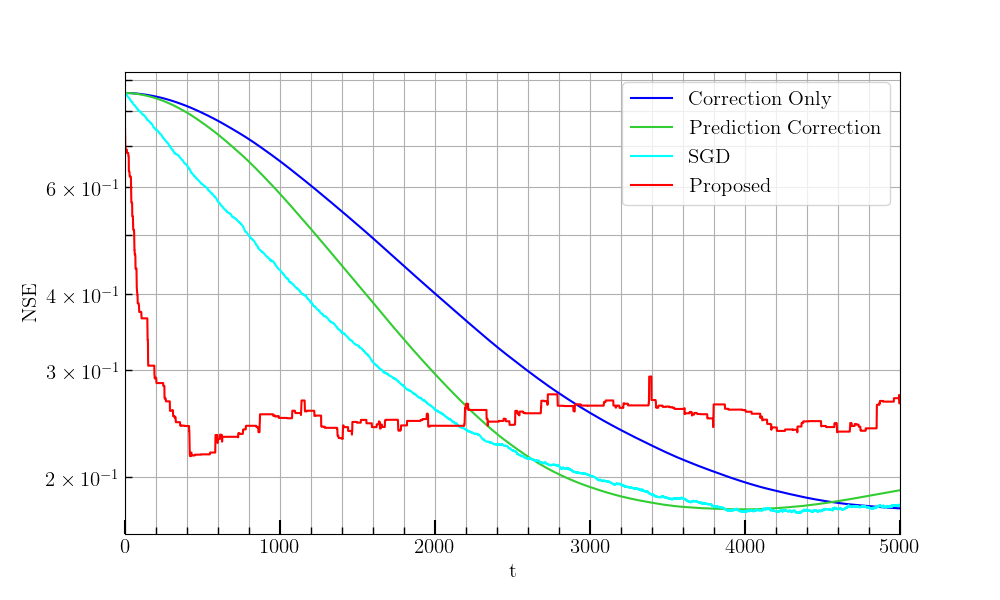 Correction Only
Prediction Correction
SGD
Proposed
6 × 10⁻¹
4 × 10⁻¹
3 × 10⁻¹
2 × 10⁻¹
NSE
0 1000 2000 3000 4000 5000
t